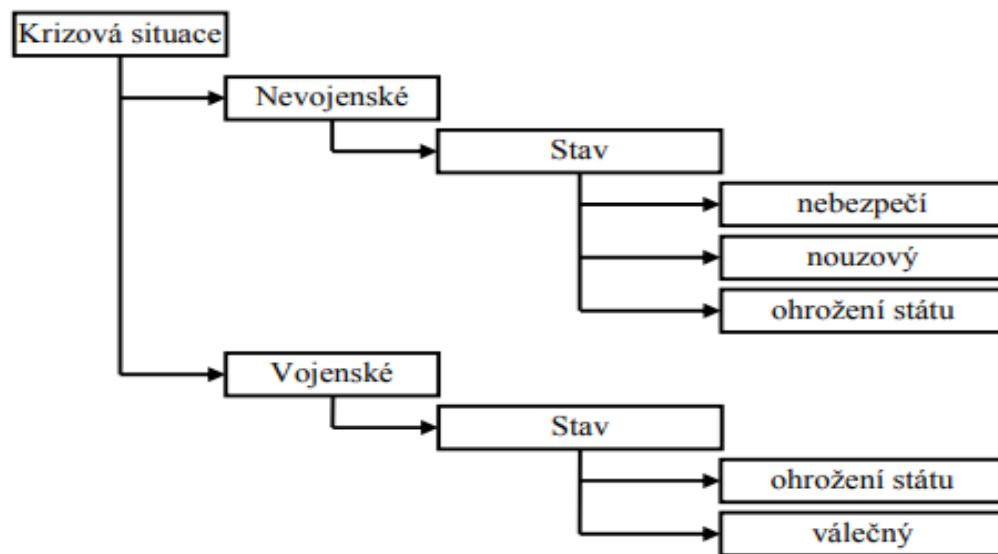 Krizová situace
Nevojenské
Stav
nebezpečí
nouzový
ohrožení státu
Vojenské
Stav
ohrožení státu
válečný